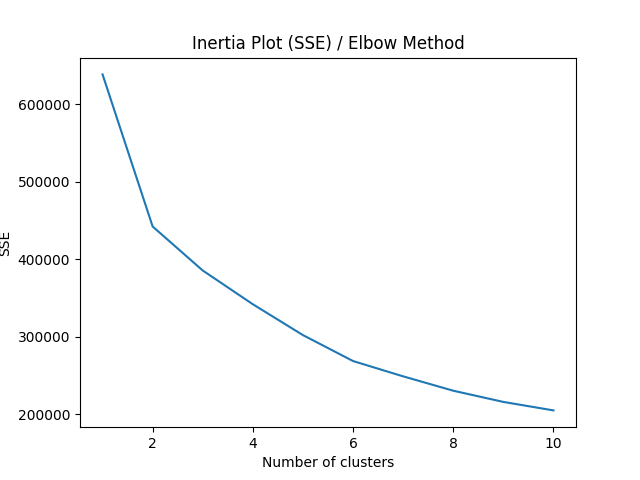 Inertia Plot (SSE) / Elbow Method
600000
500000
400000
300000
200000
SSE
2 4 6 8 10
Number of clusters